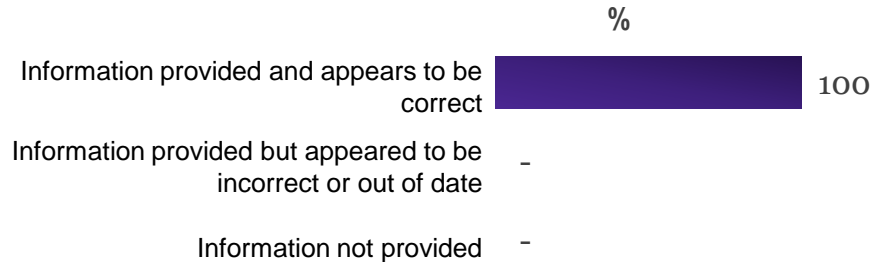 %
Information provided and appears to be
correct
100
Information provided but appeared to be
incorrect or out of date
-
Information not provided
-